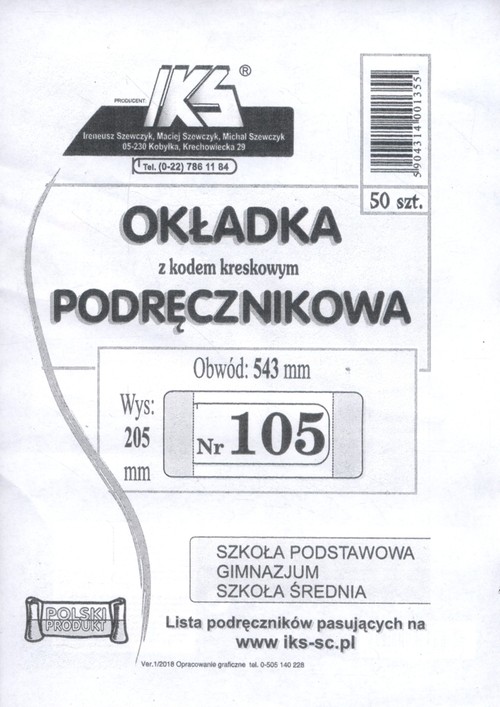 PRODUCENT:
IKS®
Ireneusz Szewczyk, Maciej Szewczyk, Michał Szewczyk
05-230 Kobyłka, Krechowiecka 29
Tel. (0-22) 786 11 84
5 904314 001355
50 szt.
OKŁADKA
z kodem kreskowym
PODRĘCZNIKOWA
Obwód: 543 mm
Wys:
205
mm
Nr 105
SZKOŁA PODSTAWOWA
GIMNAZJUM
SZKOŁA ŚREDNIA
POLSKI
PRODUKT
Lista podręczników pasujących na
www.iks-sc.pl
Ver.1/2018 Opracowanie graficzne tel. 0-505 140 228